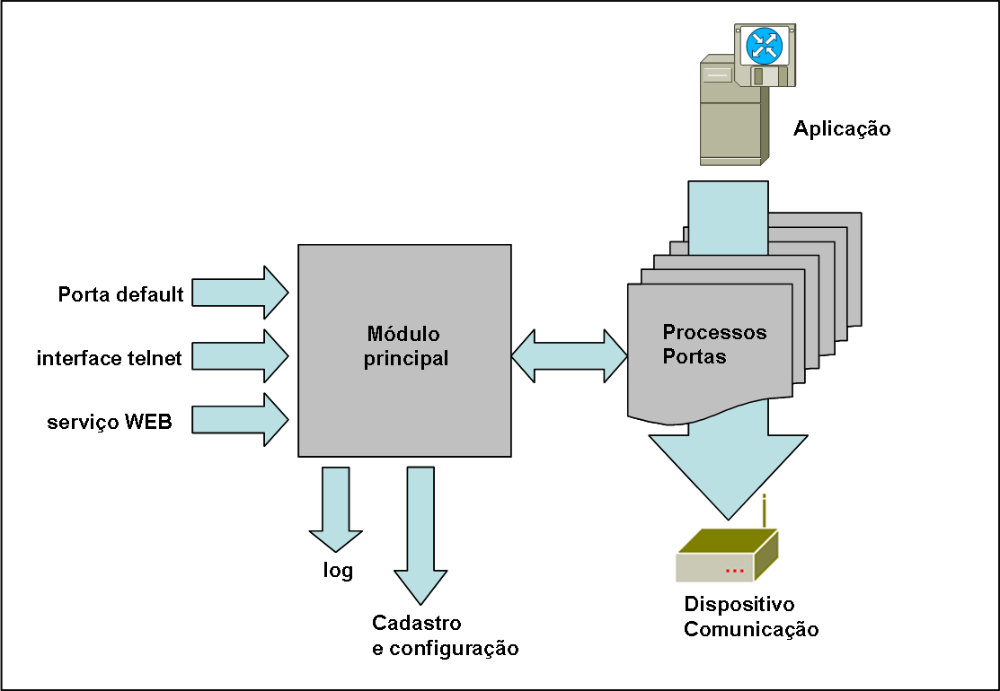 Aplicação
Porta default
interface telnet
serviço WEB
Módulo
principal
Processos
Portas
log
Cadastro
e configuração
Dispositivo
Comunicação